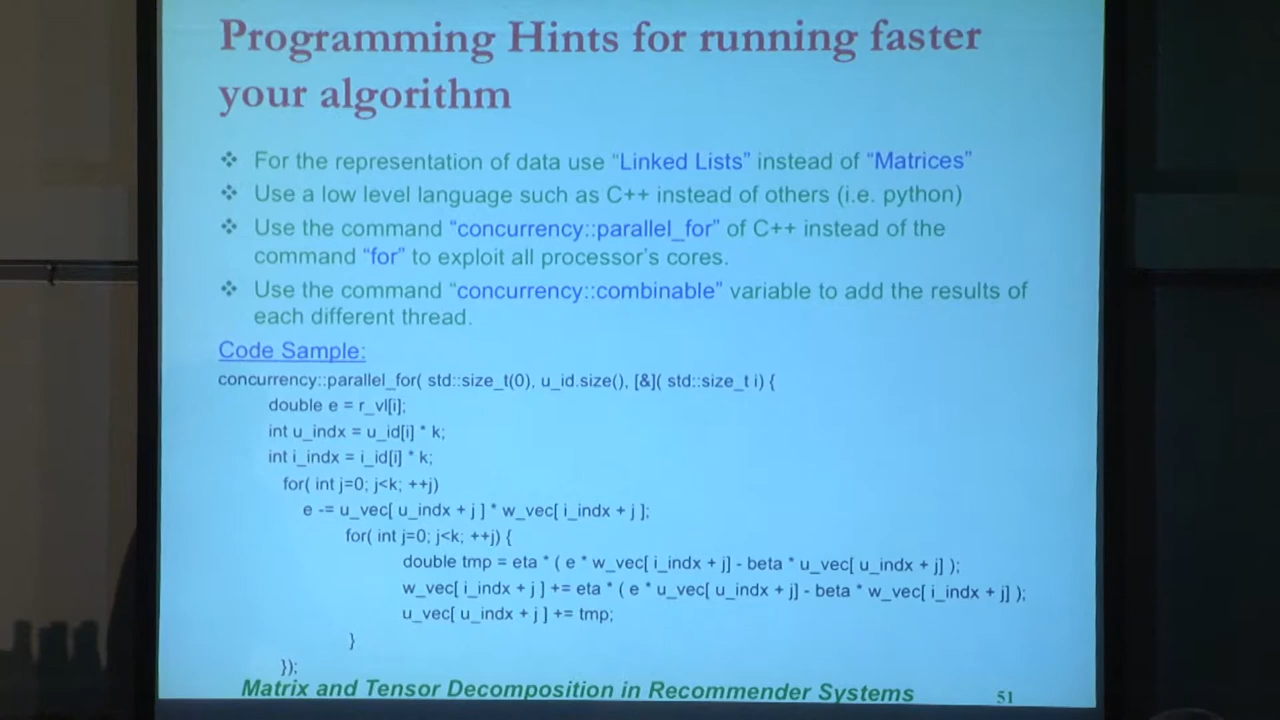 Programming Hints for running faster
your algorithm
❖ For the representation of data use “Linked Lists” instead of “Matrices”
❖ Use a low level language such as C++ instead of others (i.e. python)
❖ Use the command “concurrency::parallel_for” of C++ instead of the
command “for” to exploit all processor's cores.
❖ Use the command “concurrency::combinable” variable to add the results of
each different thread.
Code Sample:
concurrency::parallel_for( std::size_t(0), u_id.size(), [&]( std::size_t i) {
double e = r_vl[i];
int u_indx = u_id[i] * k;
int i_indx = i_id[i] * k;
for( int j=0; j<k; ++j)
e -= u_vec[ u_indx + j ] * w_vec[ i_indx + j ];
for( int j=0; j<k; ++j) {
double tmp = eta * ( e * w_vec[ i_indx + j] - beta * u_vec[ u_indx + j] );
w_vec[ i_indx + j ] += eta * ( e * u_vec[ u_indx + j] - beta * w_vec[ i_indx + j] );
u_vec[ u_indx + j ] += tmp;
}
});
Matrix and Tensor Decomposition in Recommender Systems 51